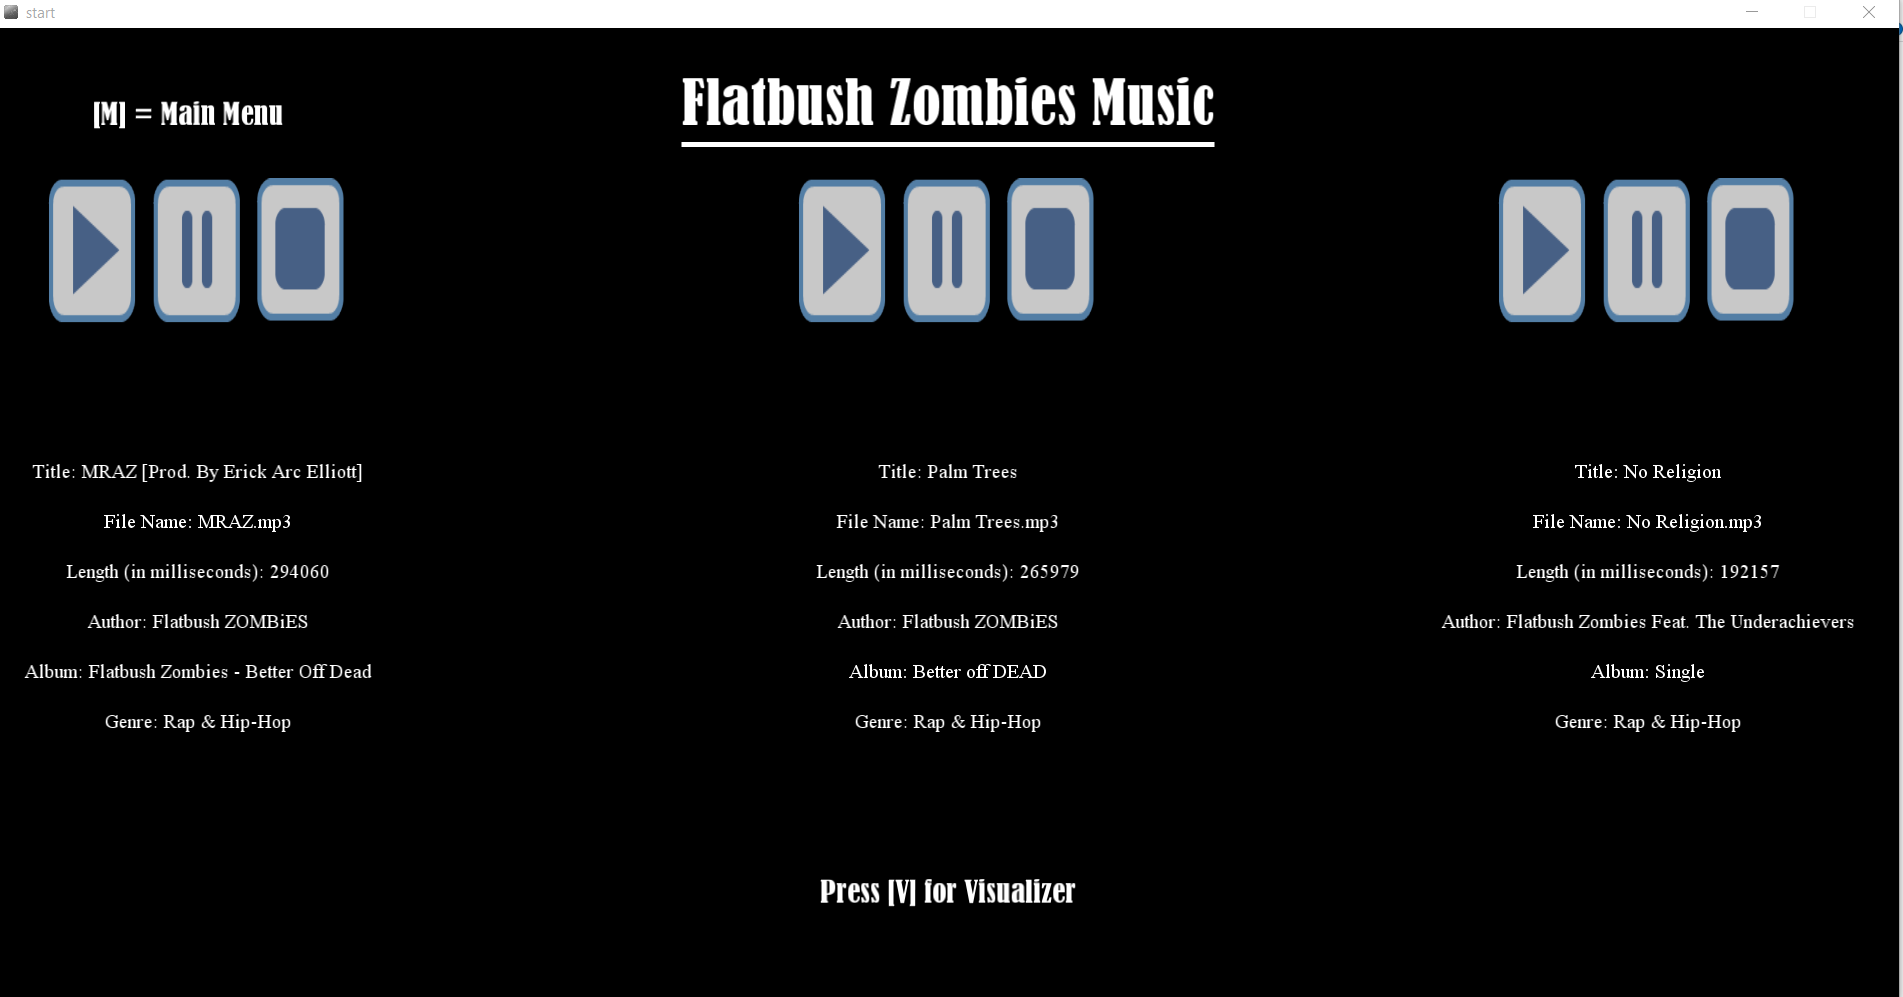 start
[M] = Main Menu
Flatbush Zombies Music
Title: MRAZ [Prod. By Erick Arc Elliott]
File Name: MRAZ.mp3
Length (in milliseconds): 294060
Author: Flatbush ZOMBiES
Album: Flatbush Zombies - Better Off Dead
Genre: Rap & Hip-Hop
Title: Palm Trees
File Name: Palm Trees.mp3
Length (in milliseconds): 265979
Author: Flatbush ZOMBiES
Album: Better off DEAD
Genre: Rap & Hip-Hop
Title: No Religion
File Name: No Religion.mp3
Length (in milliseconds): 192157
Author: Flatbush Zombies Feat. The Underachievers
Album: Single
Genre: Rap & Hip-Hop
Press [V] for Visualizer